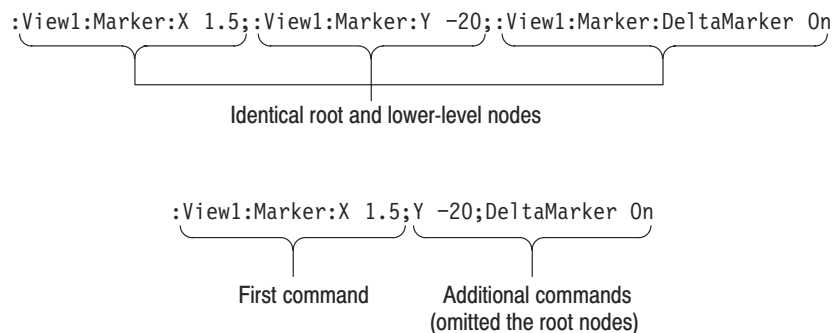 :View1:Marker:X 1.5;:View1:Marker:Y −20;:View1:Marker:DeltaMarker On
Identical root and lower-level nodes
:View1:Marker:X 1.5;Y −20;DeltaMarker On
First command
Additional commands
(omitted the root nodes)